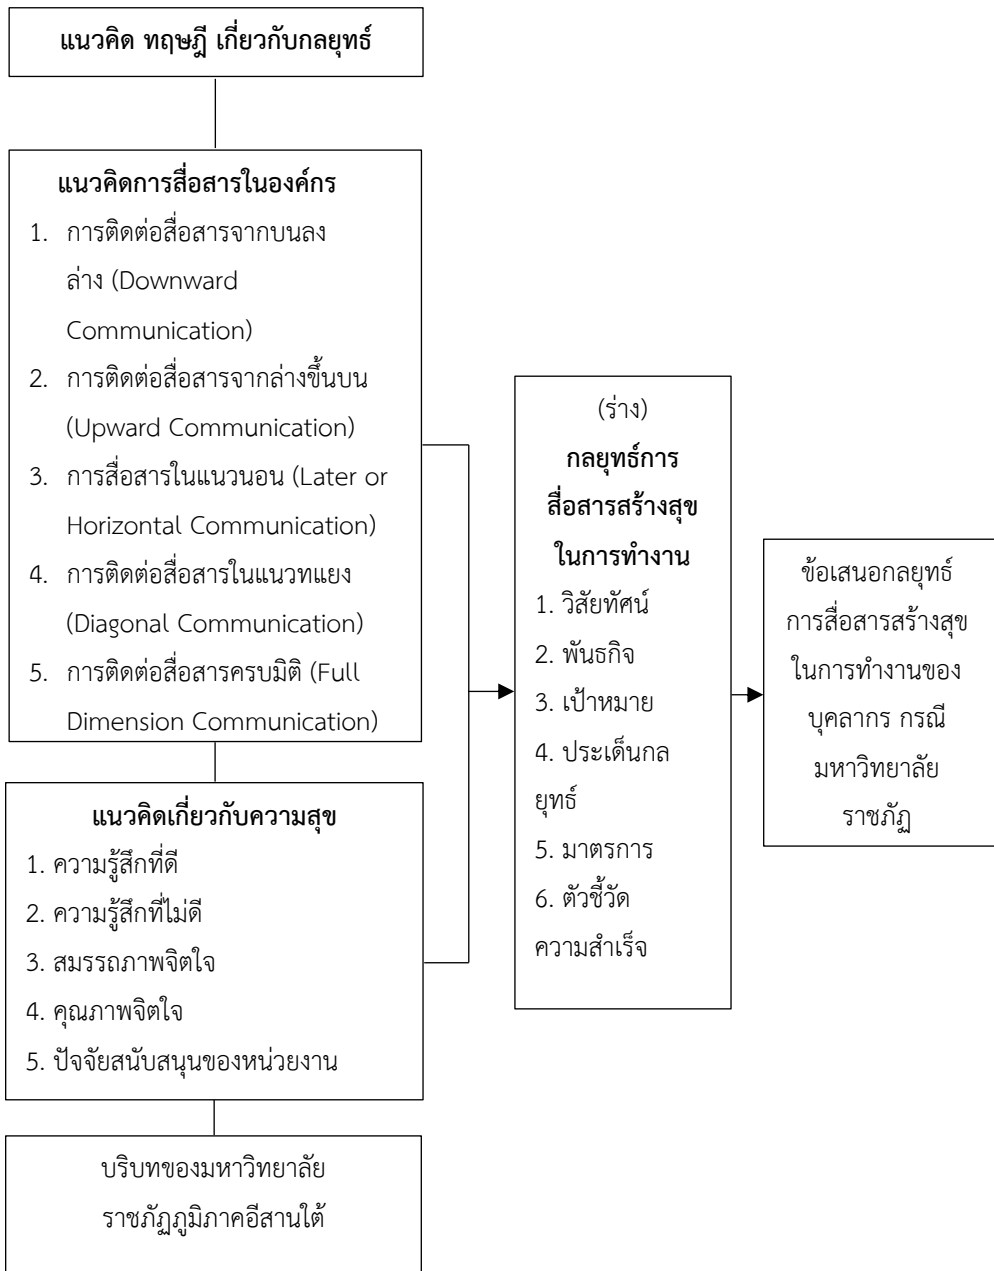 แนวคิด ทฤษฎี เกี่ยวกับกลยุทธ์
แนวคิดการสื่อสารในองค์กร
1. การติดต่อสื่อสารจากบนลง
ล่าง (Downward
Communication)
2. การติดต่อสื่อสารจากล่างขึ้นบน
(Upward Communication)
3. การสื่อสารในแนวนอน (Later or
Horizontal Communication)
4. การติดต่อสื่อสารในแนวทแยง
(Diagonal Communication)
5. การติดต่อสื่อสารครบมิติ (Full
Dimension Communication)
แนวคิดเกี่ยวกับความสุข
1. ความรู้สึกที่ดี
2. ความรู้สึกที่ไม่ดี
3. สมรรถภาพจิตใจ
4. คุณภาพจิตใจ
5. ปัจจัยสนับสนุนของหน่วยงาน
บริบทของมหาวิทยาลัย
ราชภัฏภูมิภาคอีสานใต้
(ร่าง)
กลยุทธ์การ
สื่อสารสร้างสุข
ในการทำงาน
1. วิสัยทัศน์
2. พันธกิจ
3. เป้าหมาย
4. ประเด็นกล
ยุทธ์
5. มาตรการ
6. ตัวชี้วัด
ความสำเร็จ
ข้อเสนอกลยุทธ์
การสื่อสารสร้างสุข
ในการทำงานของ
บุคลากร กรณี
มหาวิทยาลัย
ราชภัฏ